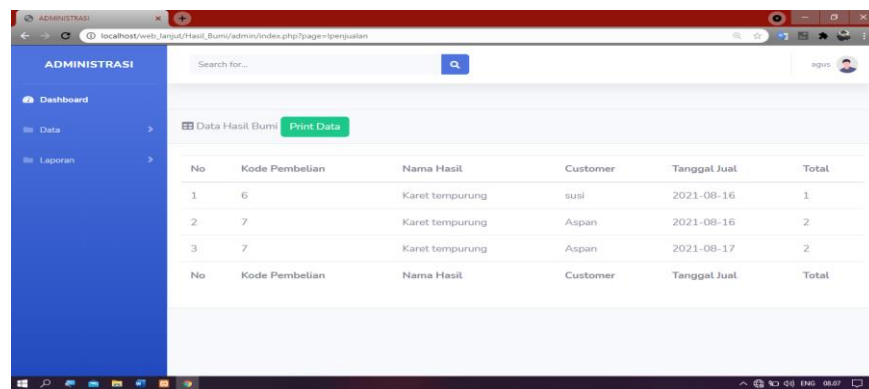 ADMINISTRASI
localhost/web_lanjut/Hasil_Bumi/admin/index.php?page=lpenjualan
ADMINISTRASI
Search for...
agus
Dashboard
Data
Laporan
Data Hasil Bumi Print Data
No Kode Pembelian Nama Hasil Customer Tanggal Jual Total
1 6 Karet tempurung susi 2021-08-16 1
2 7 Karet tempurung Aspan 2021-08-16 2
3 7 Karet tempurung Aspan 2021-08-17 2
No Kode Pembelian Nama Hasil Customer Tanggal Jual Total
ENG 08.07